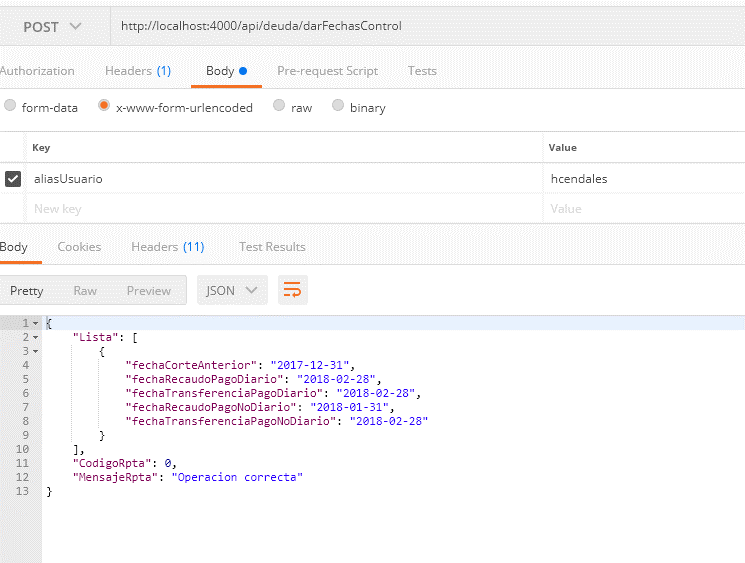 POST http://localhost:4000/api/deuda/darFechasControl
Authorization Headers (1) Body Pre-request Script Tests
form-data x-www-form-urlencoded raw binary
Key Value
aliasUsuario hcendales
New key Value
Body Cookies Headers (11) Test Results
Pretty Raw Preview JSON
1 {
2 "Lista": [
3 {
4 "fechaCorteAnterior": "2017-12-31",
5 "fechaRecaudoPagoDiario": "2018-02-28",
6 "fechaTransferenciaPagoDiario": "2018-02-28",
7 "fechaRecaudoPagoNoDiario": "2018-01-31",
8 "fechaTransferenciaPagoNoDiario": "2018-02-28"
9 }
10 ],
11 "CodigoRpta": 0,
12 "MensajeRpta": "Operacion correcta"
13 }